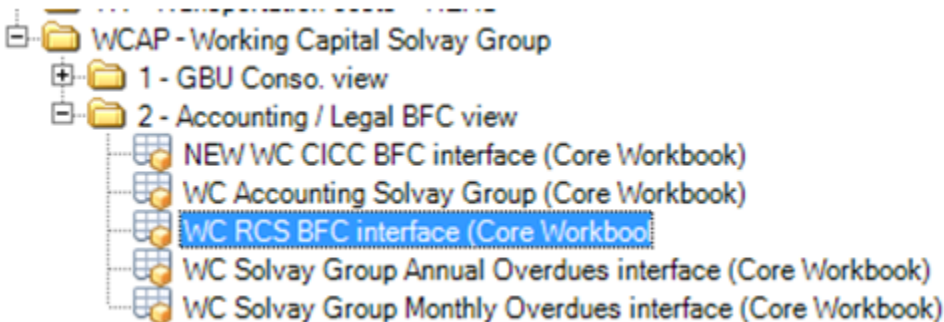 WCAP - Working Capital Solvay Group
1 - GBU Conso. view
2 - Accounting / Legal BFC view
NEW WC CICC BFC interface (Core Workbook)
WC Accounting Solvay Group (Core Workbook)
WC RCS BFC interface (Core Workboo
WC Solvay Group Annual Overdues interface (Core Workbook)
WC Solvay Group Monthly Overdues interface (Core Workbook)